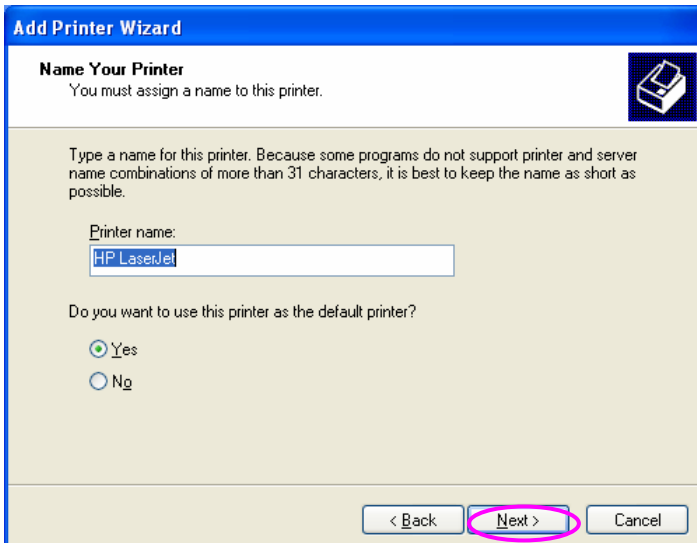 Add Printer Wizard
Name Your Printer
You must assign a name to this printer.
Type a name for this printer. Because some programs do not support printer and server
name combinations of more than 31 characters, it is best to keep the name as short as
possible.
Printer name:
HP LaserJet
Do you want to use this printer as the default printer?
Yes
No
< Back Next > Cancel